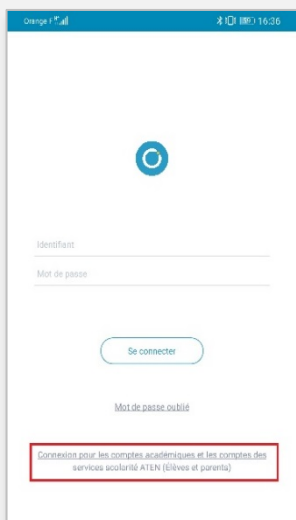 Orange F 16:36
Identifiant
Mot de passe
Se connecter
Mot de passe oublié
Connexion pour les comptes académiques et les comptes des
services scolarité ATEN (Élèves et parents)